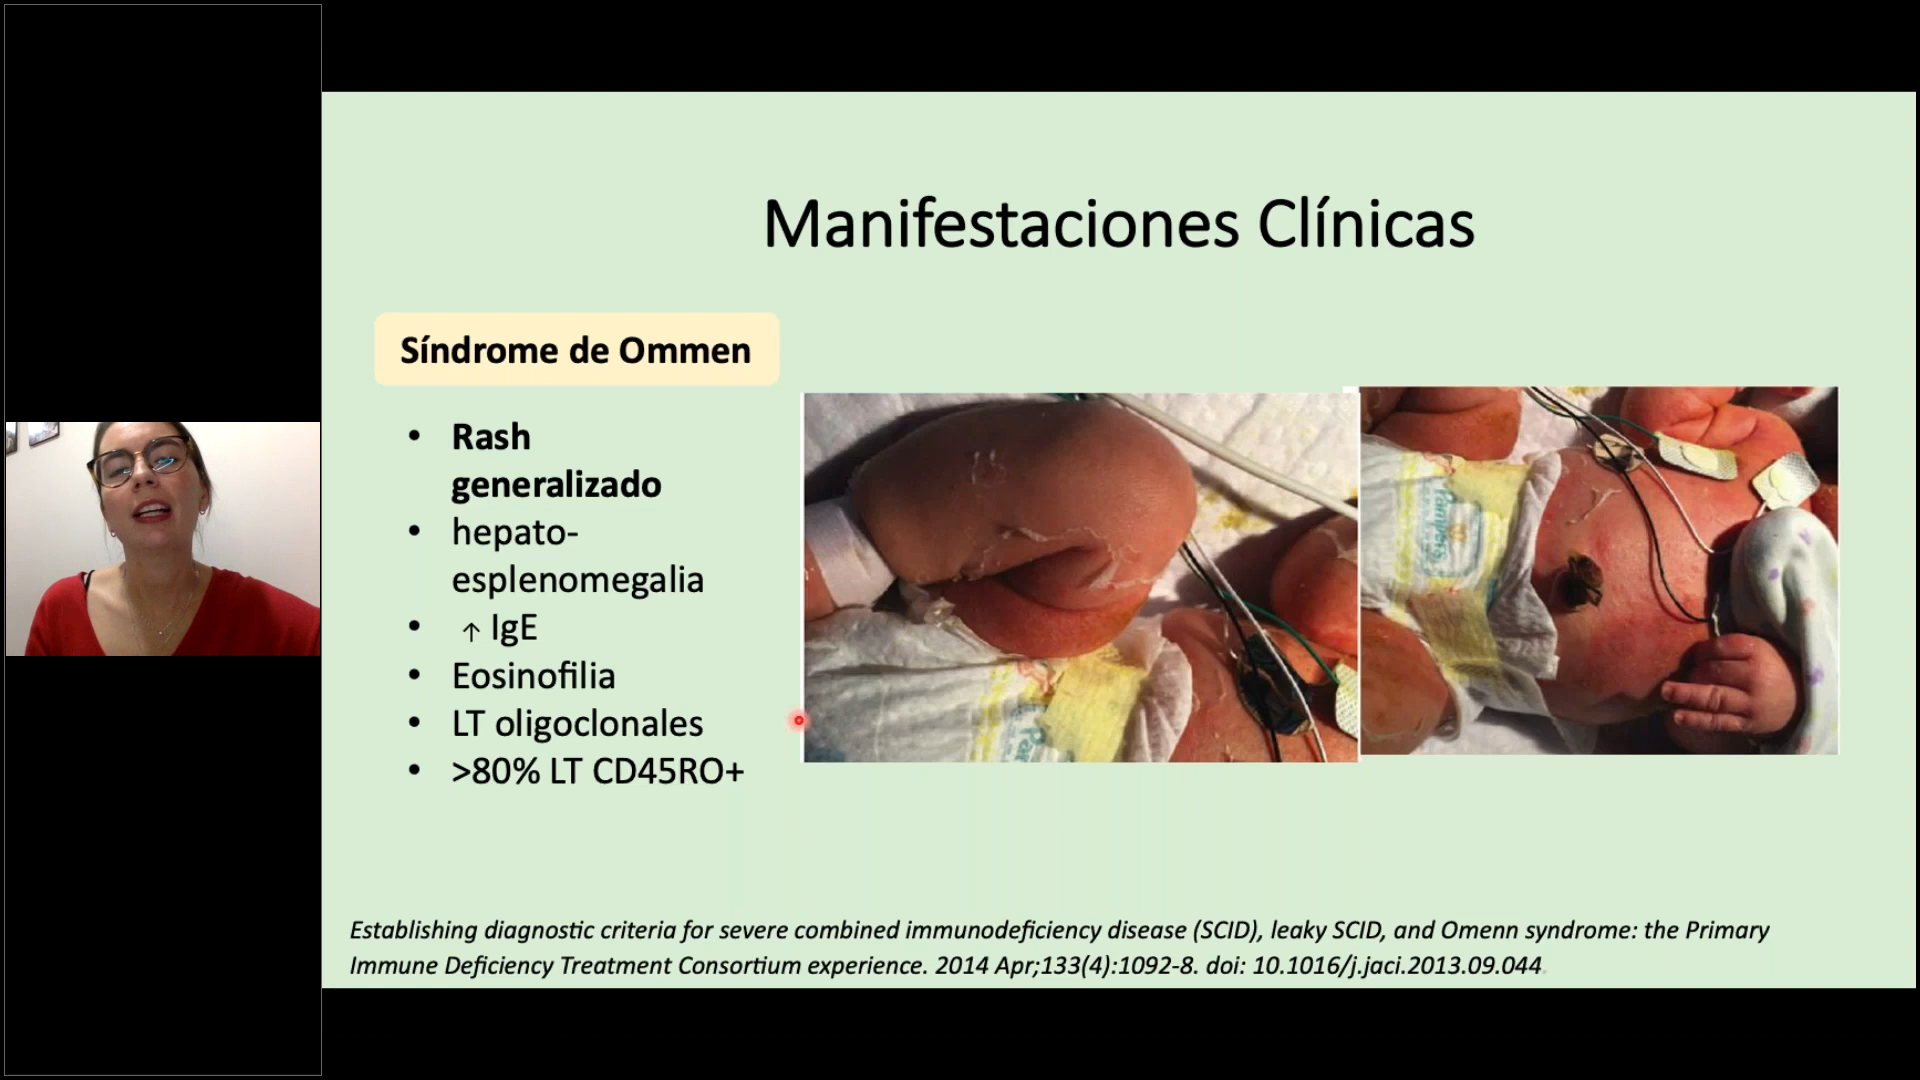 Manifestaciones Clínicas
Síndrome de Ommen
• Rash
generalizado
• hepato-
esplenomegalia
• ↑ IgE
• Eosinofilia
• LT oligoclonales
• >80% LT CD45RO+
Pampers
Establishing diagnostic criteria for severe combined immunodeficiency disease (SCID), leaky SCID, and Omenn syndrome: the Primary
Immune Deficiency Treatment Consortium experience. 2014 Apr;133(4):1092-8. doi: 10.1016/j.jaci.2013.09.044.